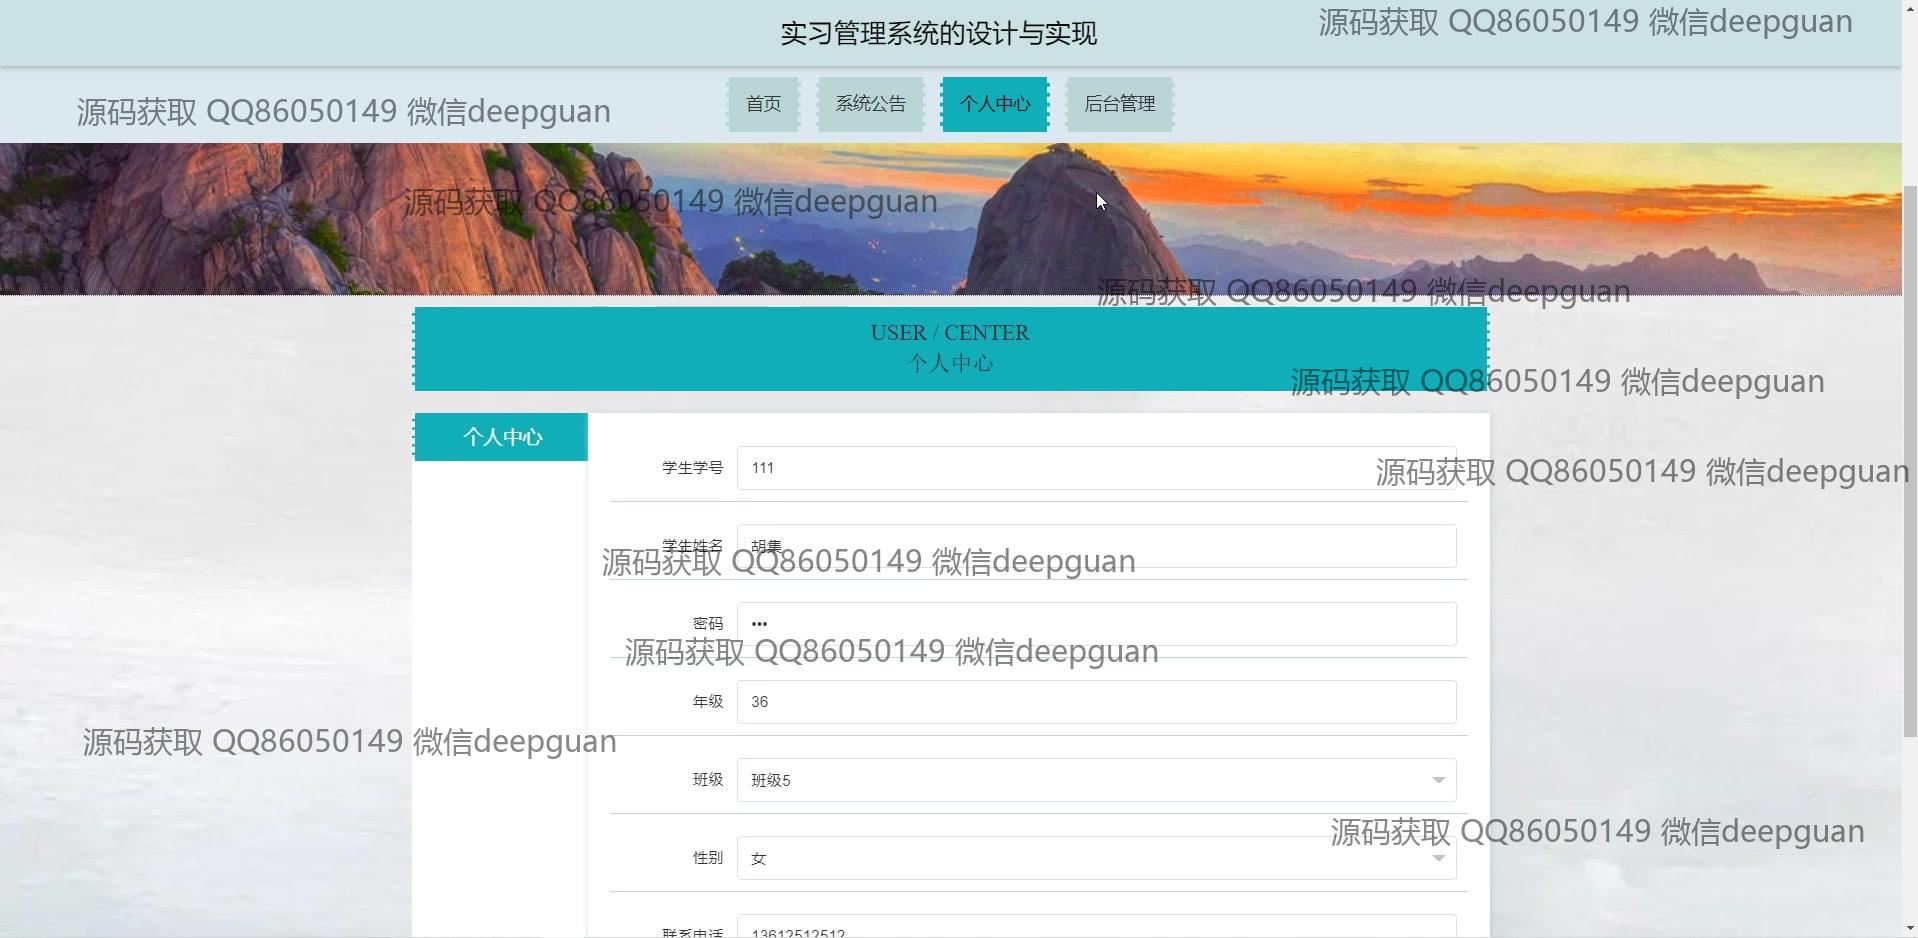 实习管理系统的设计与实现
源码获取 QQ86050149 微信deepguan
首页
系统公告
个人中心
后台管理
源码获取 QQ86050149 微信deepguan
源码获取 QQ86050149 微信deepguan
源码获取 QQ86050149 微信deepguan
USER / CENTER
个人中心
源码获取 QQ86050149 微信deepguan
个人中心
学生学号 111
源码获取 QQ86050149 微信deepguan
学生姓名 胡集
源码获取 QQ86050149 微信deepguan
密码 •••
源码获取 QQ86050149 微信deepguan
年级 36
源码获取 QQ86050149 微信deepguan
班级 班级5
源码获取 QQ86050149 微信deepguan
性别 女
联系电话 13612512512